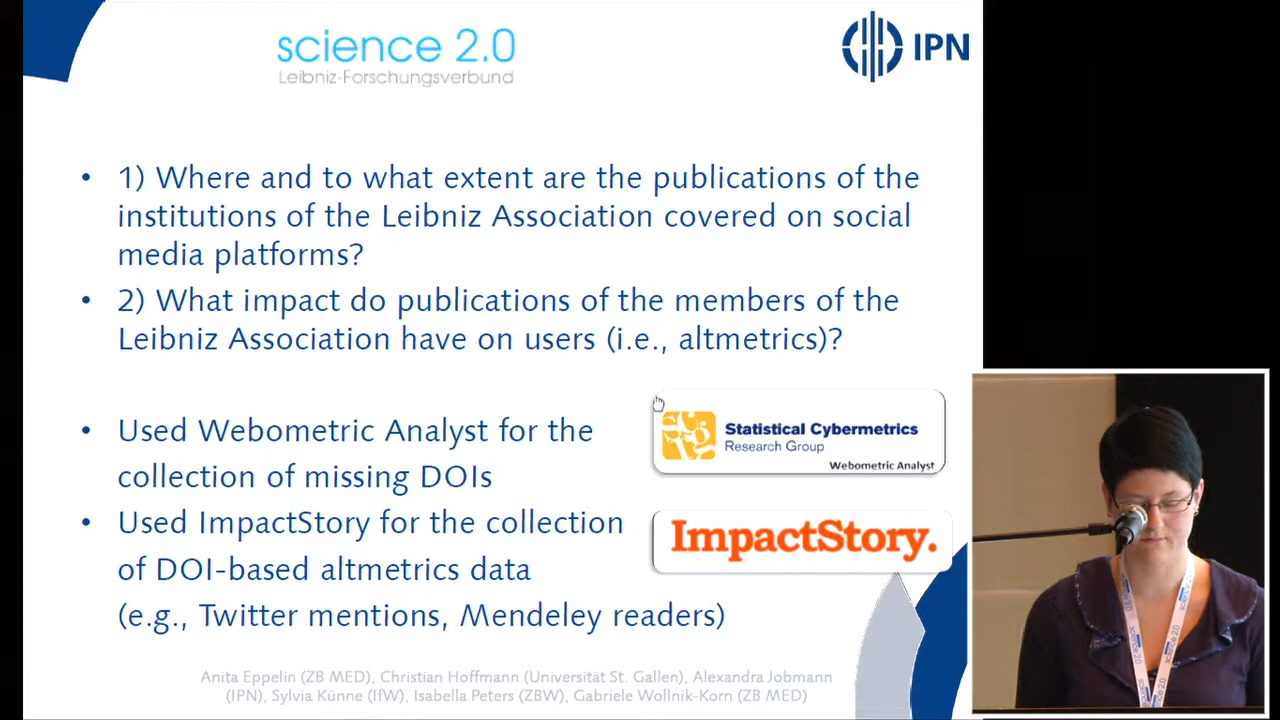 science 2.0
Leibniz-Forschungsverbund
IPN
• 1) Where and to what extent are the publications of the
institutions of the Leibniz Association covered on social
media platforms?
• 2) What impact do publications of the members of the
Leibniz Association have on users (i.e., altmetrics)?
• Used Webometric Analyst for the
collection of missing DOIs
Statistical Cybermetrics
Research Group
Webometric Analyst
• Used ImpactStory for the collection
of DOI-based altmetrics data
(e.g., Twitter mentions, Mendeley readers)
ImpactStory.
Anita Eppelin (ZB MED), Christian Hoffmann (Universität St. Gallen), Alexandra Jobmann
(IPN), Sylvia Künne (IfW), Isabella Peters (ZBW), Gabriele Wollnik-Korn (ZB MED)
science 2.0